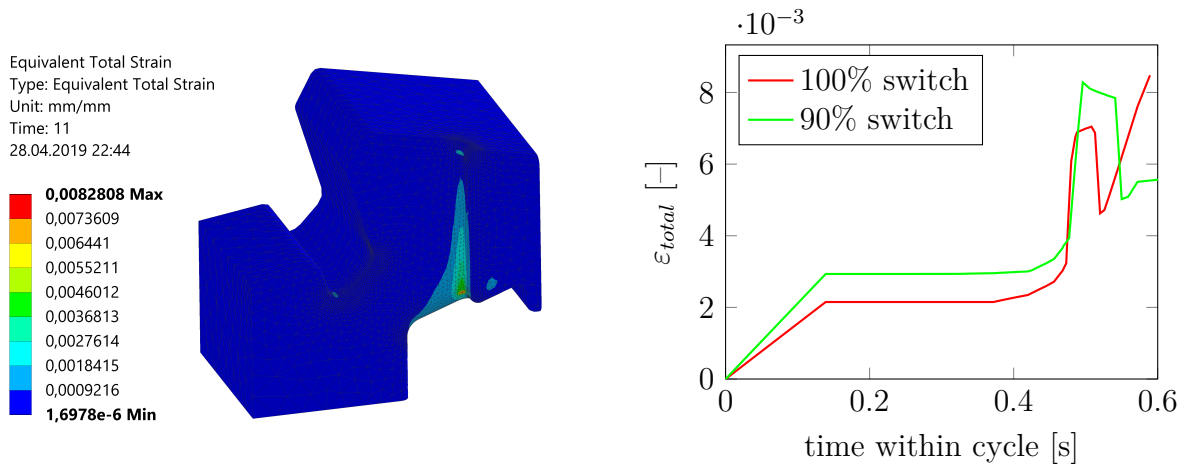 Equivalent Total Strain
Type: Equivalent Total Strain
Unit: mm/mm
Time: 11
28.04.2019 22:44
0,0082808 Max
0,0073609
0,006441
0,0055211
0,0046012
0,0036813
0,0027614
0,0018415
0,0009216
1,6978e-6 Min
·10⁻³
100% switch
90% switch
8
6
4
2
0
ε_total [−]
0
0.2
0.4
0.6
time within cycle [s]